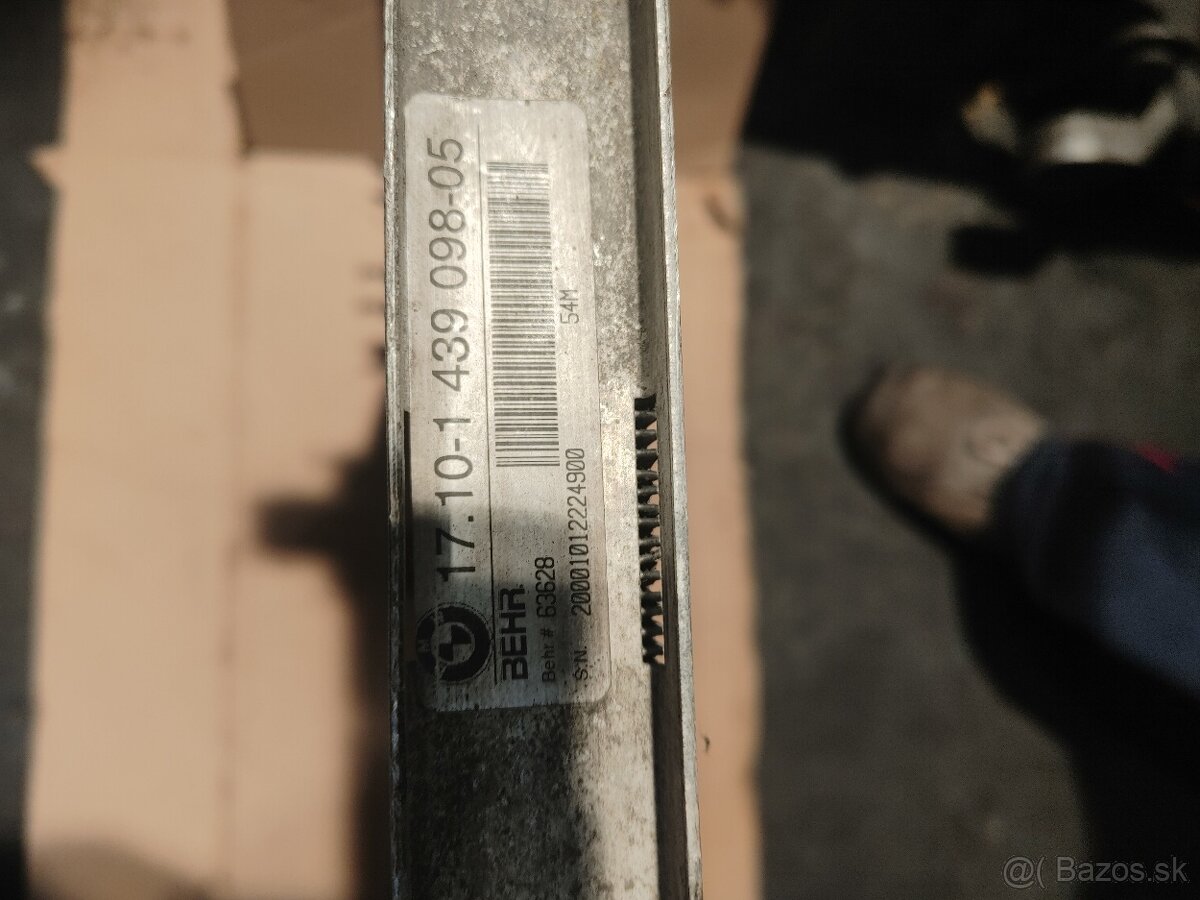 17.10-1 439 098-05
BEHR
Behr # 63628
54M
S.N. 20001012224900
@( Bazos.sk